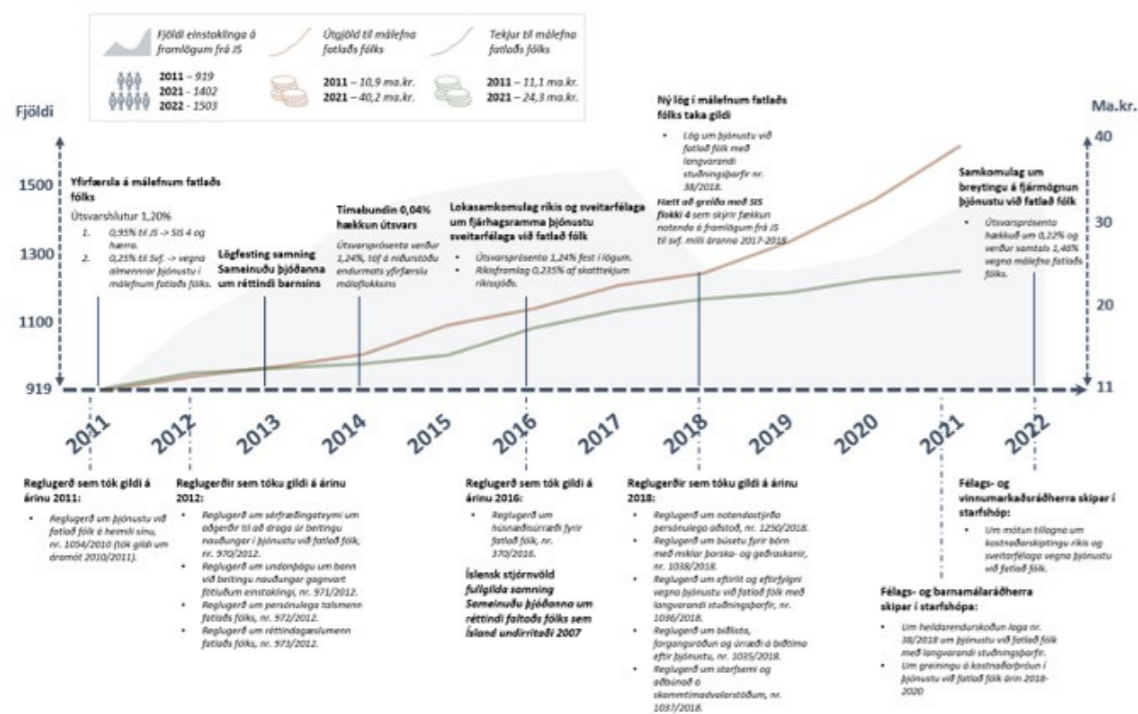 Fjöldi einstaklinga á
framlögum frá JS
2011 – 919
2021 - 1402
2022 - 1503
Útgjöld til málefna
fatlaðs fólks
2011 – 10,9 ma.kr.
2021 – 40,2 ma.kr.
Tekjur til málefna
fatlaðs fólks
2011 – 11,1 ma.kr.
2021 – 24,3 ma.kr.
Fjöldi
1500
1300
1100
919
Ma.kr.
40
30
20
11
Yfirfærsla á málefnum fatlaðs
fólks
Útsvarshlutur 1,20%
1. 0,95% til JS -> SIS 4 og
hærra.
2. 0,25% til Svf. -> vegna
almennrar þjónustu í
málefnum fatlaðs fólks.
Lögfesting samning
Sameinuðu þjóðanna
um réttindi barnsins
Tímabundin 0,04%
hækkun útsvars
Útsvarsprósenta verður
1,24%, tóf á niðurstöðu
endurmats yfirfærslu
málaflokksins
Lokasamkomulag ríkis og sveitarfélaga
um fjárhagsramma þjónustu
sveitarfélaga við fatlað fólk
• Útsvarsprósenta 1,24% fest í lögum.
• Ríkisframlag 0,235% af skatttekjum
ríkissjóðs.
Ný lög í málefnum fatlaðs
fólks taka gildi
• Lög um þjónustu við
fatlað fólk með
langvarandi
stuðningsþarfir nr.
38/2018.
Hætt að greiða með SIS
flokki 4 sem skýrir fækkun
notenda á framlögum frá JS
til svf. milli áranna 2017-2018
Samkomulag um
breytingu á fjármögnun
þjónustu við fatlað fólk
• Útsvarsprósenta
hækkuð um 0,22% og
verður samtals 1,46%
vegna málefna fatlaðs
fólks.
2011
2012
2013
2014
2015
2016
2017
2018
2019
2020
2021
2022
Reglugerð sem tók gildi á
árinu 2011:
• Reglugerð um þjónustu við
fatlað fólk á heimili sínu,
nr. 1054/2010 (tók gildi um
áramót 2010/2011).
Reglugerðir sem tóku gildi á árinu
2012:
• Reglugerð um sérfræðingateymi um
aðgerðir til að draga úr beitingu
nauðungar í þjónustu við fatlað fólk,
nr. 970/2012.
• Reglugerð um undanþágu um bann
við beitingu nauðungar gagnvart
fötluðum einstaklingi, nr. 971/2012.
• Reglugerð um persónulega talsmenn
fatlaðs fólks, nr. 972/2012.
• Reglugerð um réttindagæslumenn
fatlaðs fólks, nr. 973/2012.
Reglugerð sem tók gildi á
árinu 2016:
• Reglugerð um
húsnæðisúrræði fyrir
fatlað fólk, nr.
370/2016.
Íslensk stjórnvöld
fullgilda samning
Sameinuðu þjóðanna um
réttindi faltaðs fólks sem
Ísland undirritaði 2007
Reglugerðir sem tóku gildi á árinu
2018:
• Reglugerð um notendastýrða
persónulega aðstoð, nr. 1250/2018.
• Reglugerð um búsetu fyrir börn
með miklar þroska- og geðraskanir,
nr. 1038/2018.
• Reglugerð um eftirlit og eftirfylgni
vegna þjónustu við fatlað fólk með
langvarandi stuðningsþarfir, nr.
1036/2018.
• Reglugerð um biðlista,
forgangsröðun og úrræði á biðtíma
eftir þjónustu, nr. 1035/2018.
• Reglugerð um starfsemi og
aðbúnað á
skammtímadvalarstöðum, nr.
1037/2018.
Félags- og
vinnumarkaðsráðherra skipar í
starfshóp:
• Um mótun tillagna um
kostnaðarskiptingu ríkis og
sveitarfélaga vegna þjónustu
við fatlað fólk.
Félags- og barnamálaráðherra
skipar í starfshópa:
• Um heildarendurskoðun laga nr.
38/2018 um þjónustu við fatlað fólk
með langvarandi stuðningsþarfir.
• Um greiningu á kostnaðarþróun í
þjónustu við fatlað fólk árin 2018-
2020